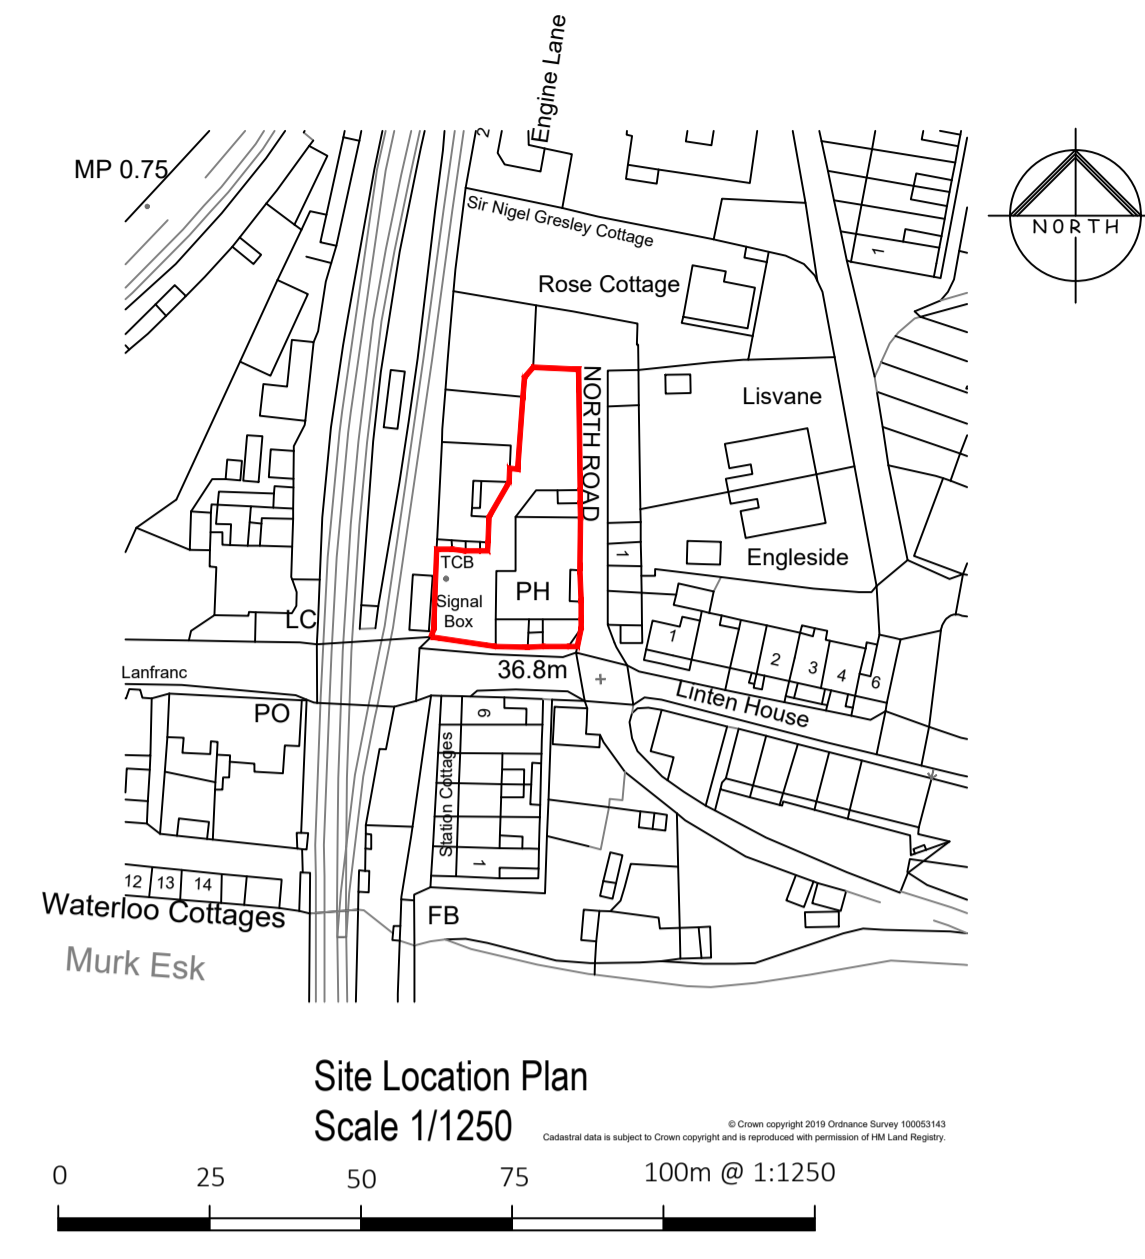 Engine Lane
MP 0.75
2
Sir Nigel Gresley Cottage
1
NORTH
Rose Cottage
NORTH ROAD
Lisvane
TCB
Signal
Box
PH
1
Engleside
LC
36.8m
1
2
3
4
6
Linten House
Lanfranc
PO
9
Station Cottages
1
12
13
14
Waterloo Cottages
FB
Murk Esk
Site Location Plan
Scale 1/1250
© Crown copyright 2019 Ordnance Survey 100053143
Cadastral data is subject to Crown copyright and is reproduced with permission of HM Land Registry.
0 25 50 75 100m @ 1:1250